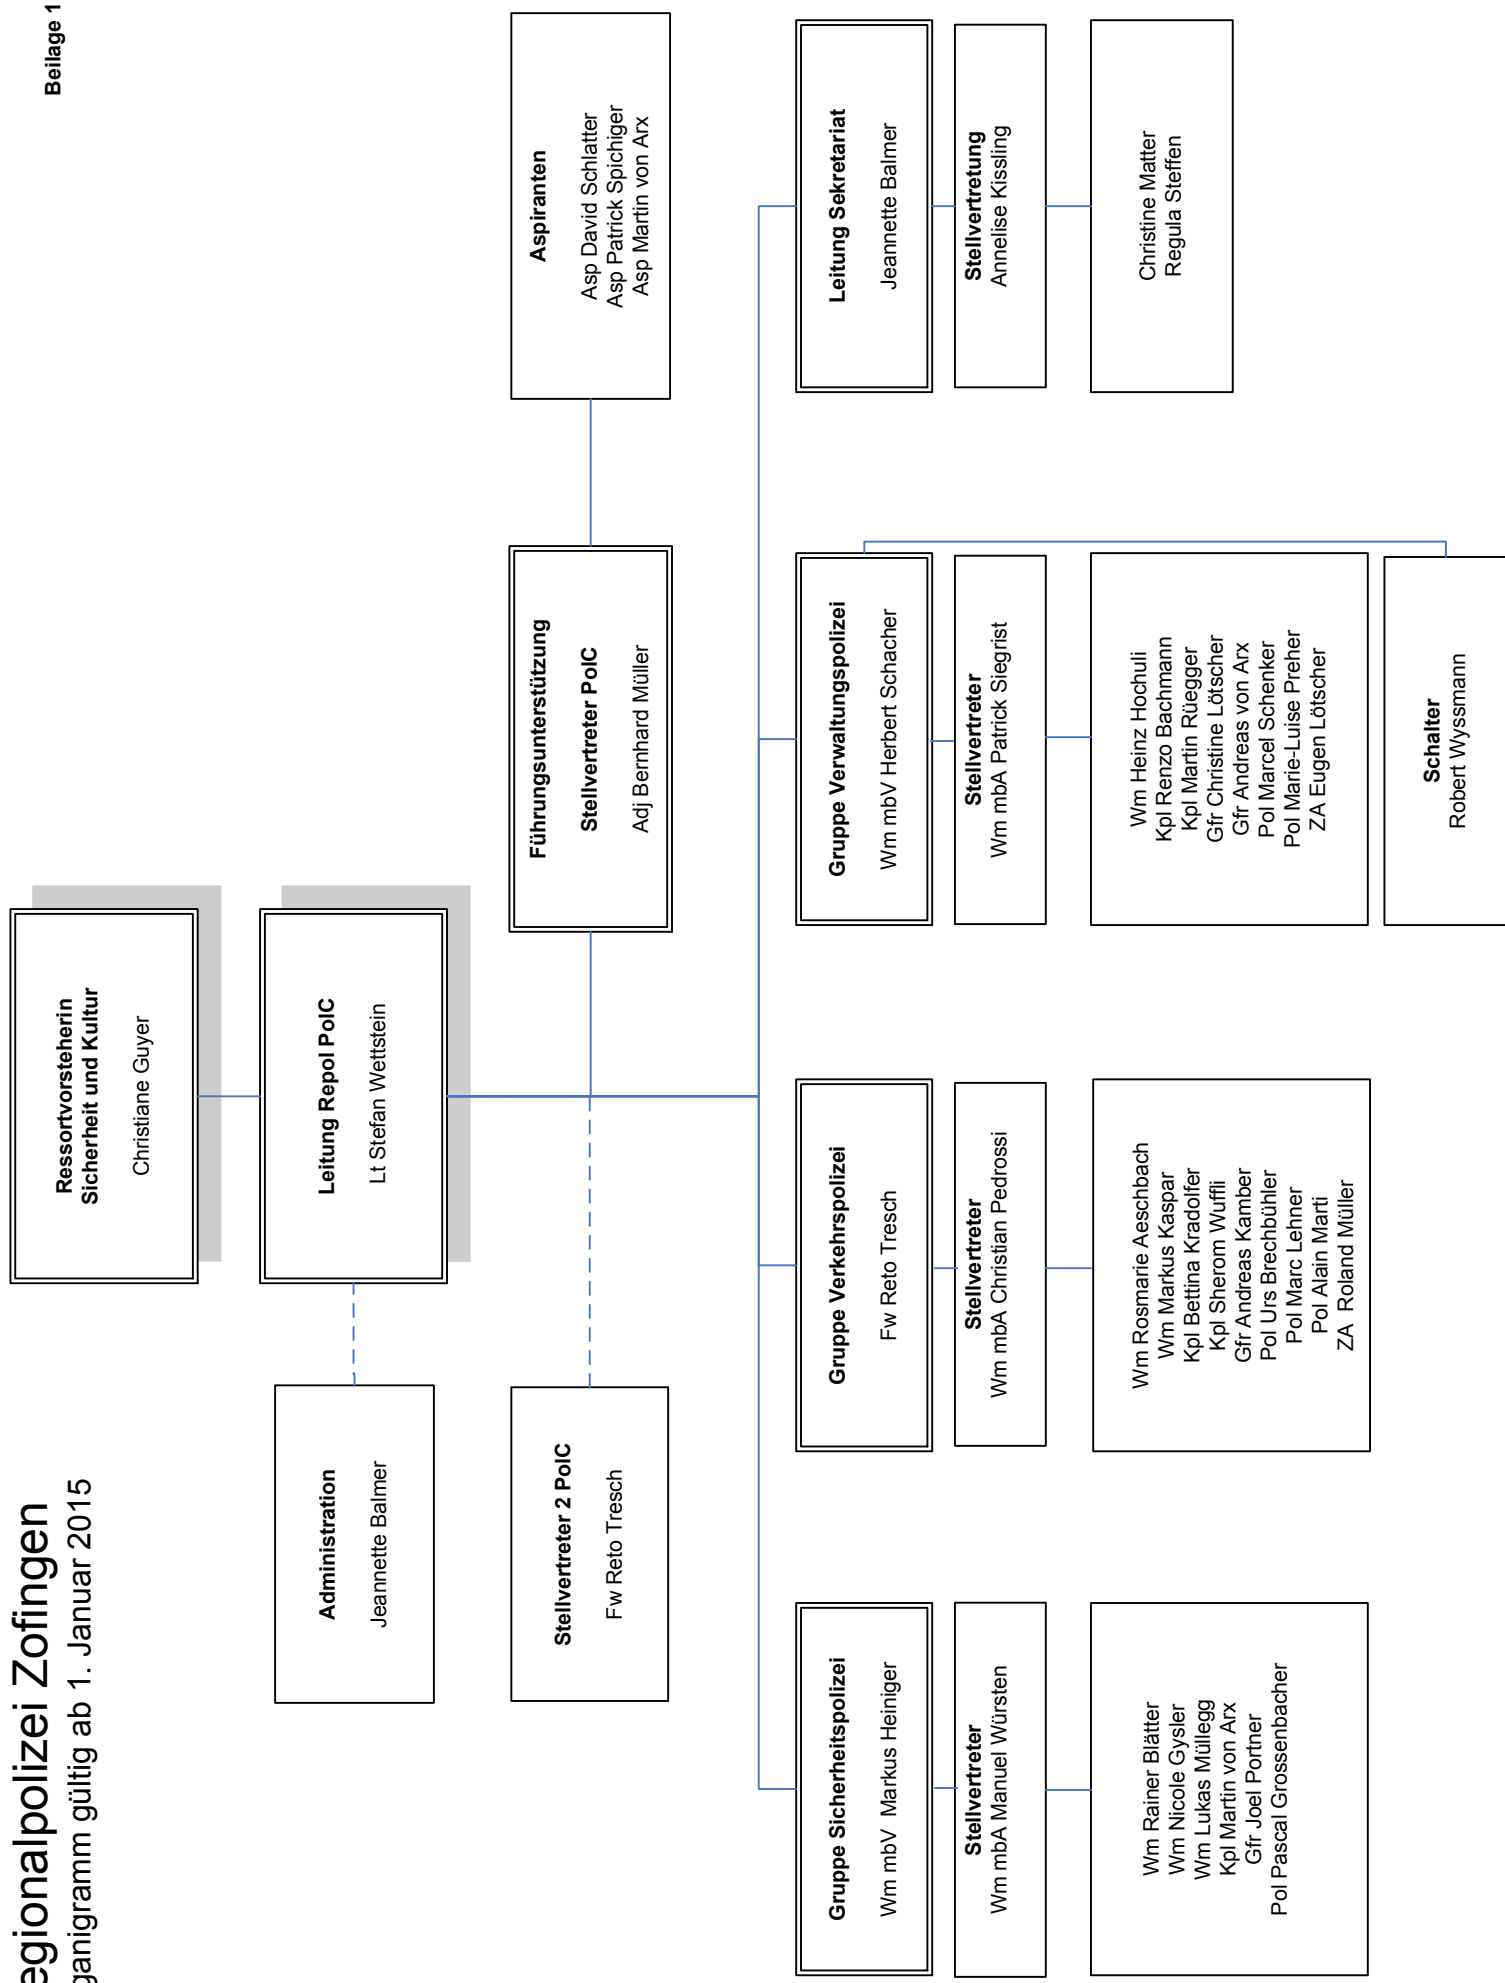 Beilage 1
egionalpolizei Zofingen
ganigramm gültig ab 1. Januar 2015
Ressortvorsteherin
Sicherheit und Kultur
Christiane Guyer
Administration
Jeannette Balmer
Leitung Repol PolC
Lt Stefan Wettstein
Stellvertreter 2 PolC
Fw Reto Tresch
Führungsunterstützung
Stellvertreter PolC
Adj Bernhard Müller
Aspiranten
Asp David Schlatter
Asp Patrick Spichiger
Asp Martin von Arx
Gruppe Sicherheitspolizei
Wm mbV  Markus Heiniger
Stellvertreter
Wm mbA Manuel Würsten
Wm Rainer Blätter
Wm Nicole Gysler
Wm Lukas Müllegg
Kpl Martin von Arx
Gfr Joel Portner
Pol Pascal Grossenbacher
Gruppe Verkehrspolizei
Fw Reto Tresch
Stellvertreter
Wm mbA Christian Pedrossi
Wm Rosmarie Aeschbach
Wm Markus Kaspar
Kpl Bettina Kradolfer
Kpl Sherom Wuffli
Gfr Andreas Kamber
Pol Urs Brechbühler
Pol Marc Lehner
Pol Alain Marti
ZA  Roland Müller
Gruppe Verwaltungspolizei
Wm mbV Herbert Schacher
Stellvertreter
Wm mbA Patrick Siegrist
Wm Heinz Hochuli
Kpl Renzo Bachmann
Kpl Martin Rüegger
Gfr Christine Lötscher
Gfr Andreas von Arx
Pol Marcel Schenker
Pol Marie-Luise Preher
ZA Eugen Lötscher
Schalter
Robert Wyssmann
Leitung Sekretariat
Jeannette Balmer
Stellvertretung
Annelise Kissling
Christine Matter
Regula Steffen